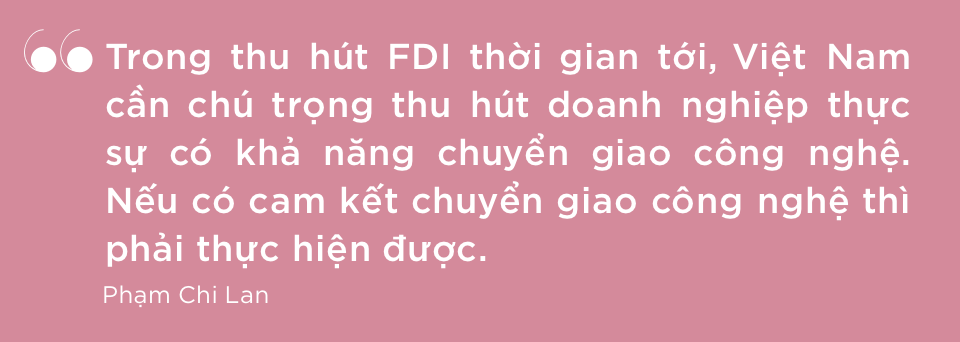 Trong thu hút FDI thời gian tới, Việt Nam
cần chú trọng thu hút doanh nghiệp thực
sự có khả năng chuyển giao công nghệ.
Nếu có cam kết chuyển giao công nghệ thì
phải thực hiện được.
Phạm Chi Lan